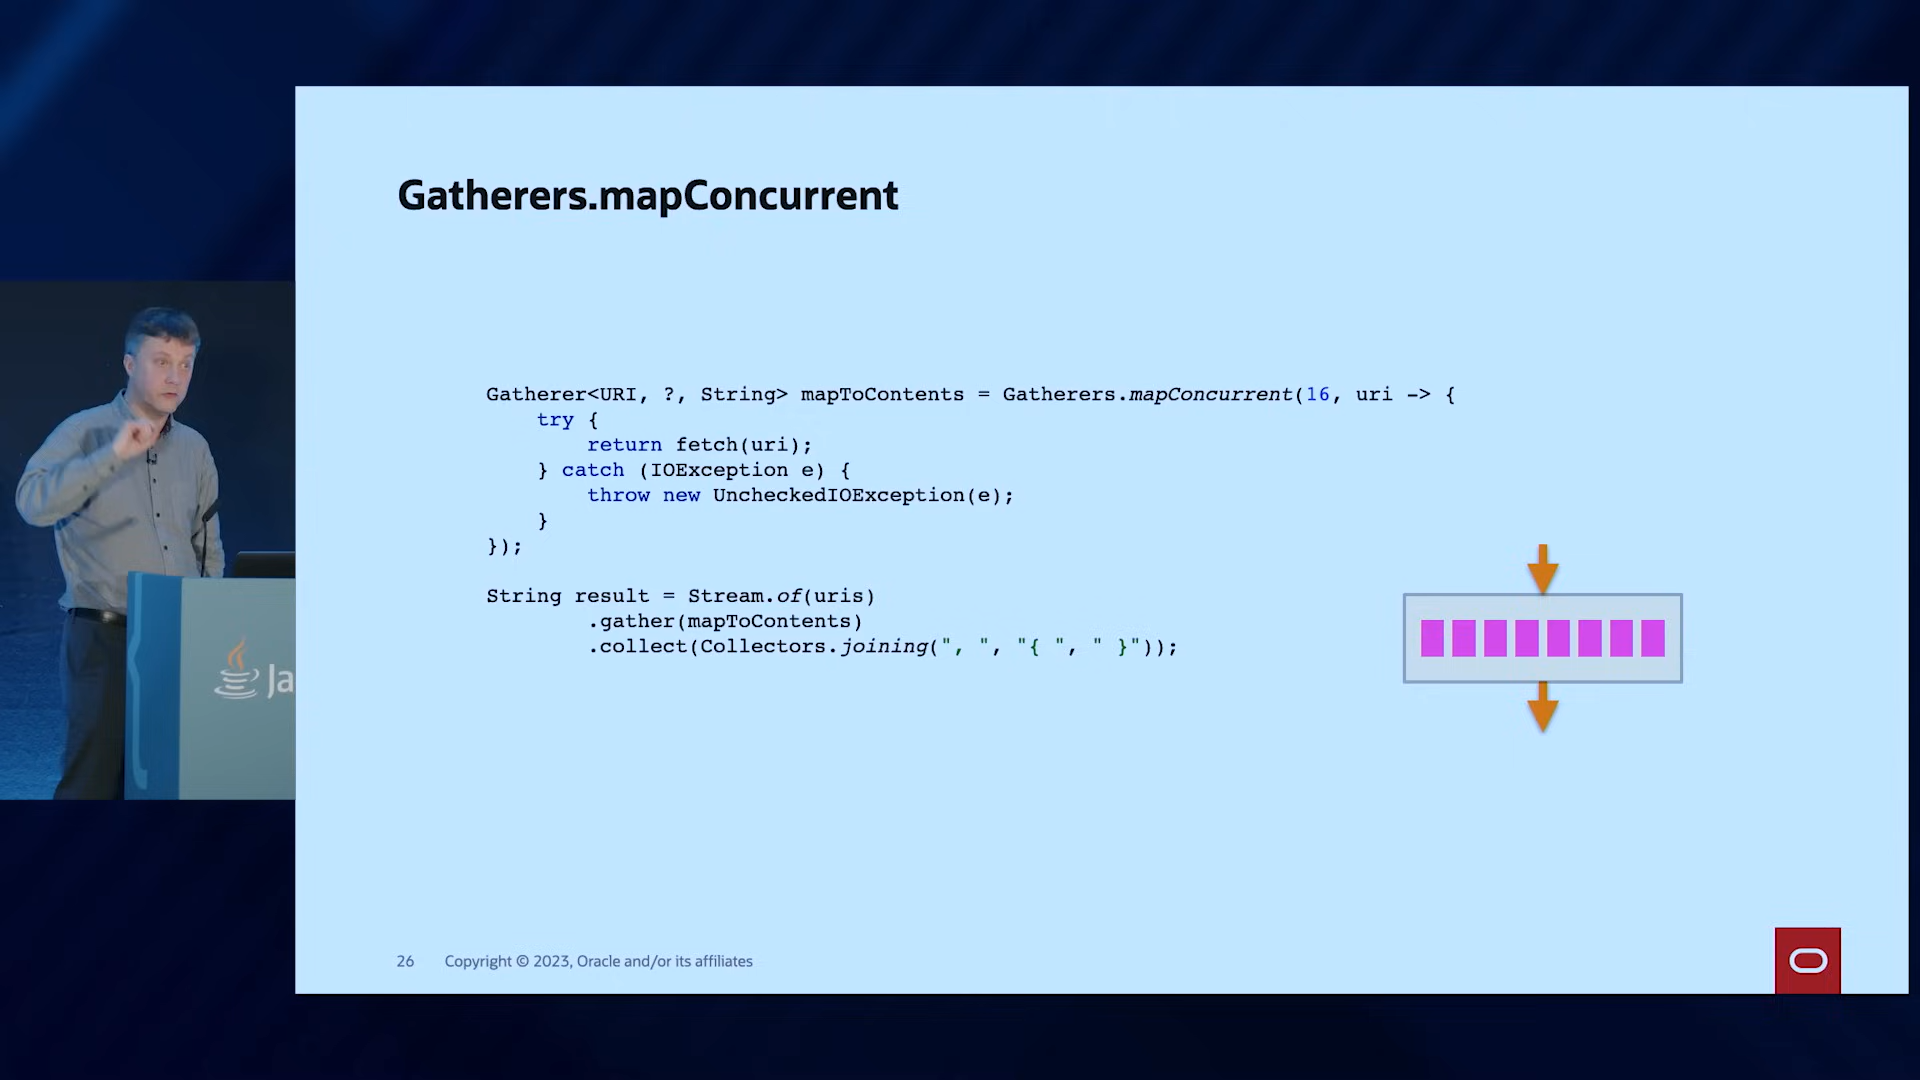 Gatherers.mapConcurrent
Gatherer<URI, ?, String> mapToContents = Gatherers.mapConcurrent(16, uri -> {
    try {
        return fetch(uri);
    } catch (IOException e) {
        throw new UncheckedIOException(e);
    }
});
String result = Stream.of(uris)
        .gather(mapToContents)
        .collect(Collectors.joining(", ", "{ ", " }"));
Ja
26 Copyright © 2023, Oracle and/or its affiliates